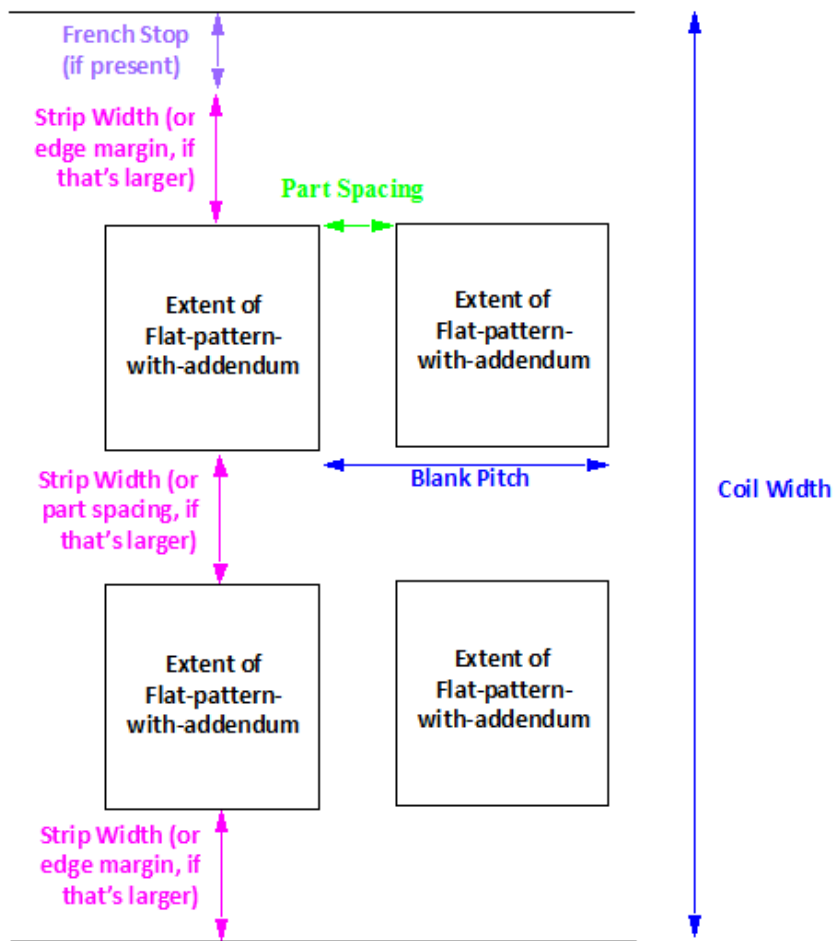 French Stop
(if present)
Strip Width (or
edge margin, if
that's larger)
Part Spacing
Extent of
Flat-pattern-
with-addendum
Extent of
Flat-pattern-
with-addendum
Strip Width (or
part spacing, if
that's larger)
Blank Pitch
Coil Width
Extent of
Flat-pattern-
with-addendum
Extent of
Flat-pattern-
with-addendum
Strip Width (or
edge margin, if
that's larger)